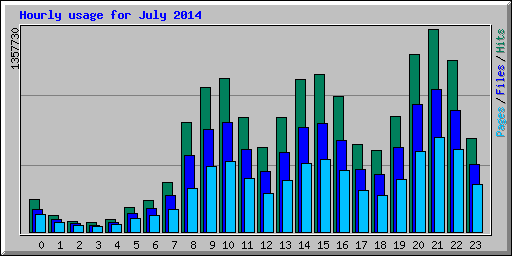 Hourly usage for July 2014
1357730
Pages/Files/Hits
0 1 2 3 4 5 6 7 8 9 10 11 12 13 14 15 16 17 18 19 20 21 22 23